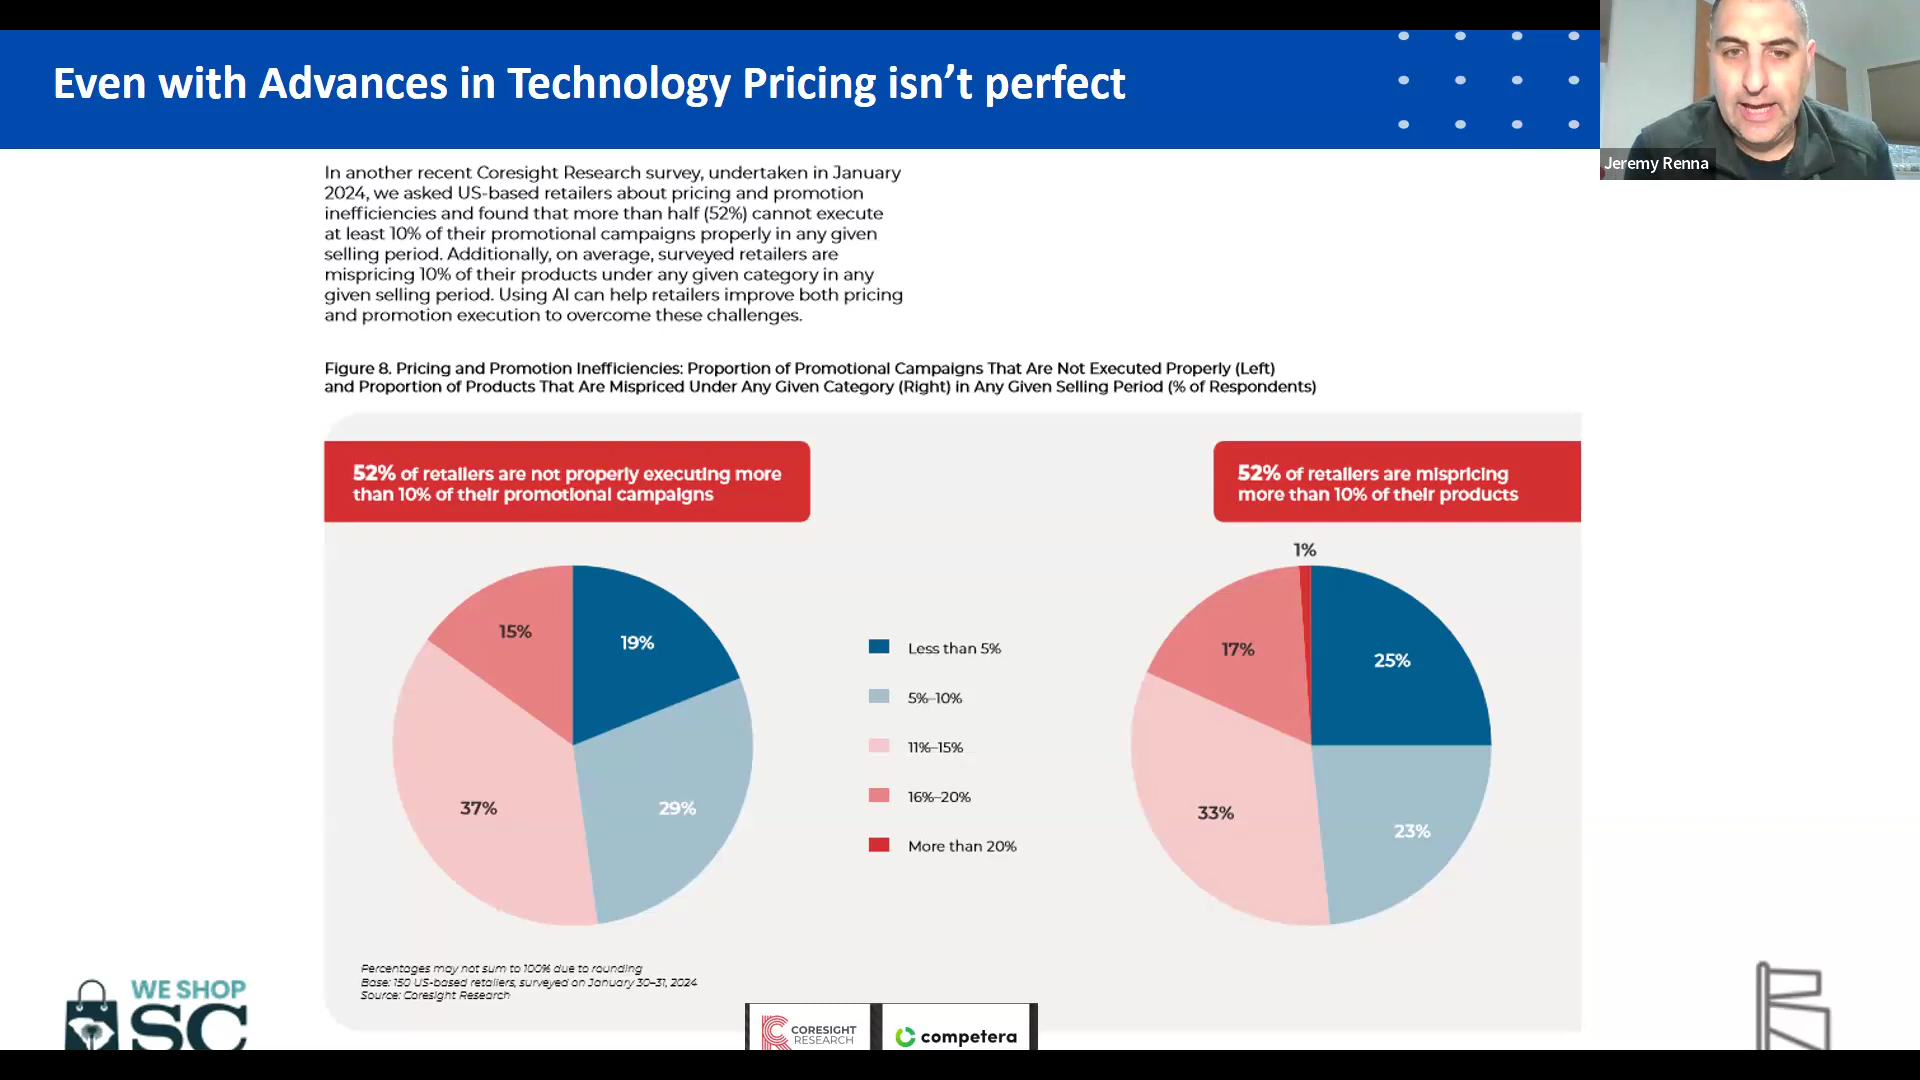 Even with Advances in Technology Pricing isn’t perfect
Jeremy Renna
In another recent Coresight Research survey, undertaken in January
2024, we asked US-based retailers about pricing and promotion
inefficiencies and found that more than half (52%) cannot execute
at least 10% of their promotional campaigns properly in any given
selling period. Additionally, on average, surveyed retailers are
mispricing 10% of their products under any given category in any
given selling period. Using AI can help retailers improve both pricing
and promotion execution to overcome these challenges.
Figure 8. Pricing and Promotion Inefficiencies: Proportion of Promotional Campaigns That Are Not Executed Properly (Left)
and Proportion of Products That Are Mispriced Under Any Given Category (Right) in Any Given Selling Period (% of Respondents)
52% of retailers are not properly executing more
than 10% of their promotional campaigns
52% of retailers are mispricing
more than 10% of their products
15%
19%
37%
29%
Less than 5%
5%–10%
11%–15%
16%–20%
More than 20%
1%
17%
25%
33%
23%
Percentages may not sum to 100% due to rounding
Base: 150 US-based retailers, surveyed on January 30–31, 2024
Source: Coresight Research
WE SHOP
SC
CORESIGHT
RESEARCH
competera